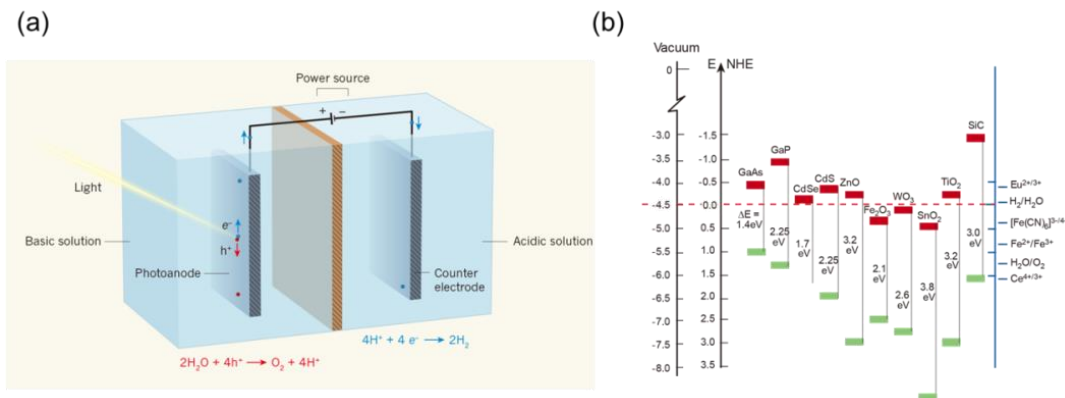 (a)
Power source
+ −
Light
e⁻
h⁺
Basic solution
Acidic solution
Photoanode
Counter
electrode
4H⁺ + 4 e⁻ → 2H₂
2H₂O + 4h⁺ → O₂ + 4H⁺
(b)
Vacuum
E NHE
0
-3.0
-3.5
-4.0
-4.5
-5.0
-5.5
-6.0
-6.5
-7.0
-7.5
-8.0
-1.5
-1.0
-0.5
0.0
0.5
1.0
1.5
2.0
2.5
3.0
3.5
GaAs
GaP
CdSe
CdS
ZnO
Fe₂O₃
WO₃
SnO₂
TiO₂
SiC
ΔE =
1.4eV
2.25
eV
1.7
eV
2.25
eV
3.2
eV
2.1
eV
2.6
eV
3.8
eV
3.2
eV
3.0
eV
Eu²⁺/³⁺
H₂/H₂O
[Fe(CN)₆]³⁻/⁴
Fe²⁺/Fe³⁺
H₂O/O₂
Ce⁴⁺/³⁺